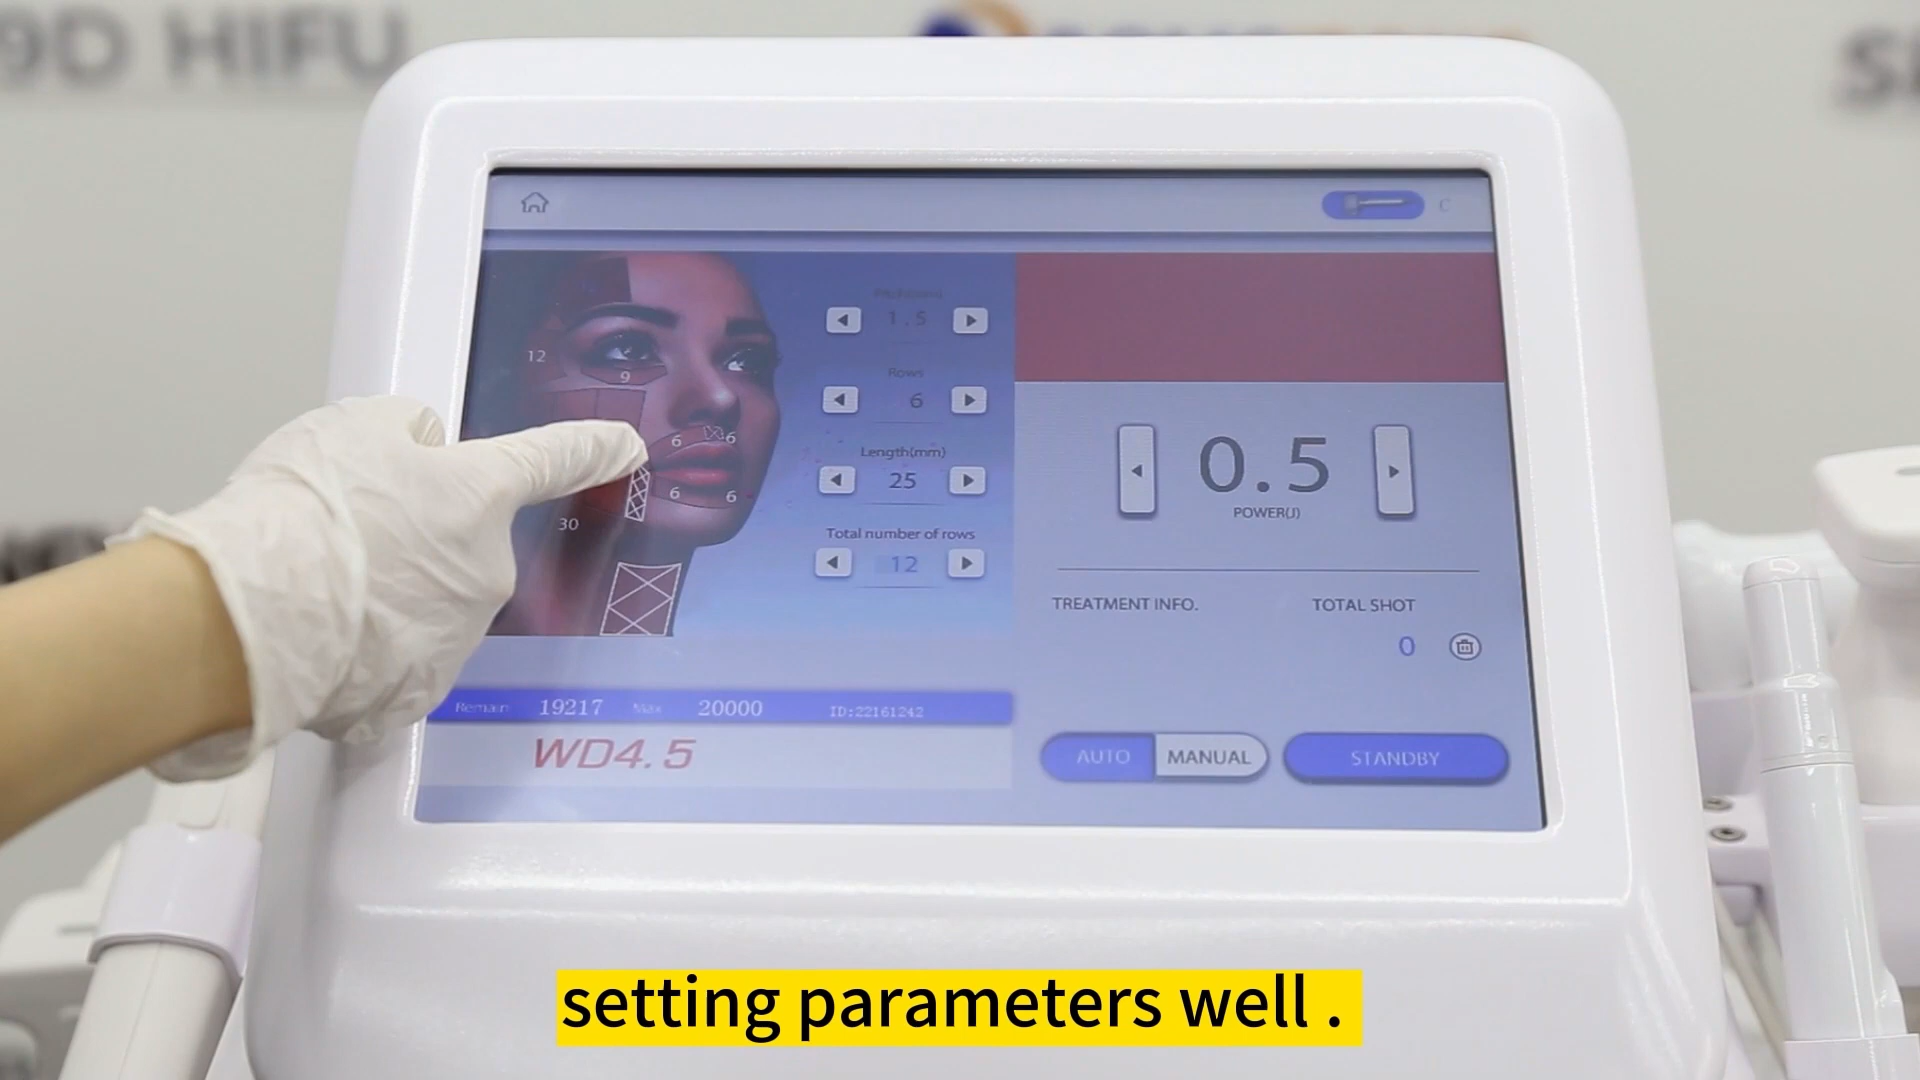 9D HIFU
C
1.5
Rows
6
Length(mm)
25
Total number of rows
12
12
9
6
6
6
6
30
0.5
POWER(J)
TREATMENT INFO.
TOTAL SHOT
0
Remain 19217 Max 20000 ID:22161242
WD4.5
AUTO MANUAL STANDBY
setting parameters well .